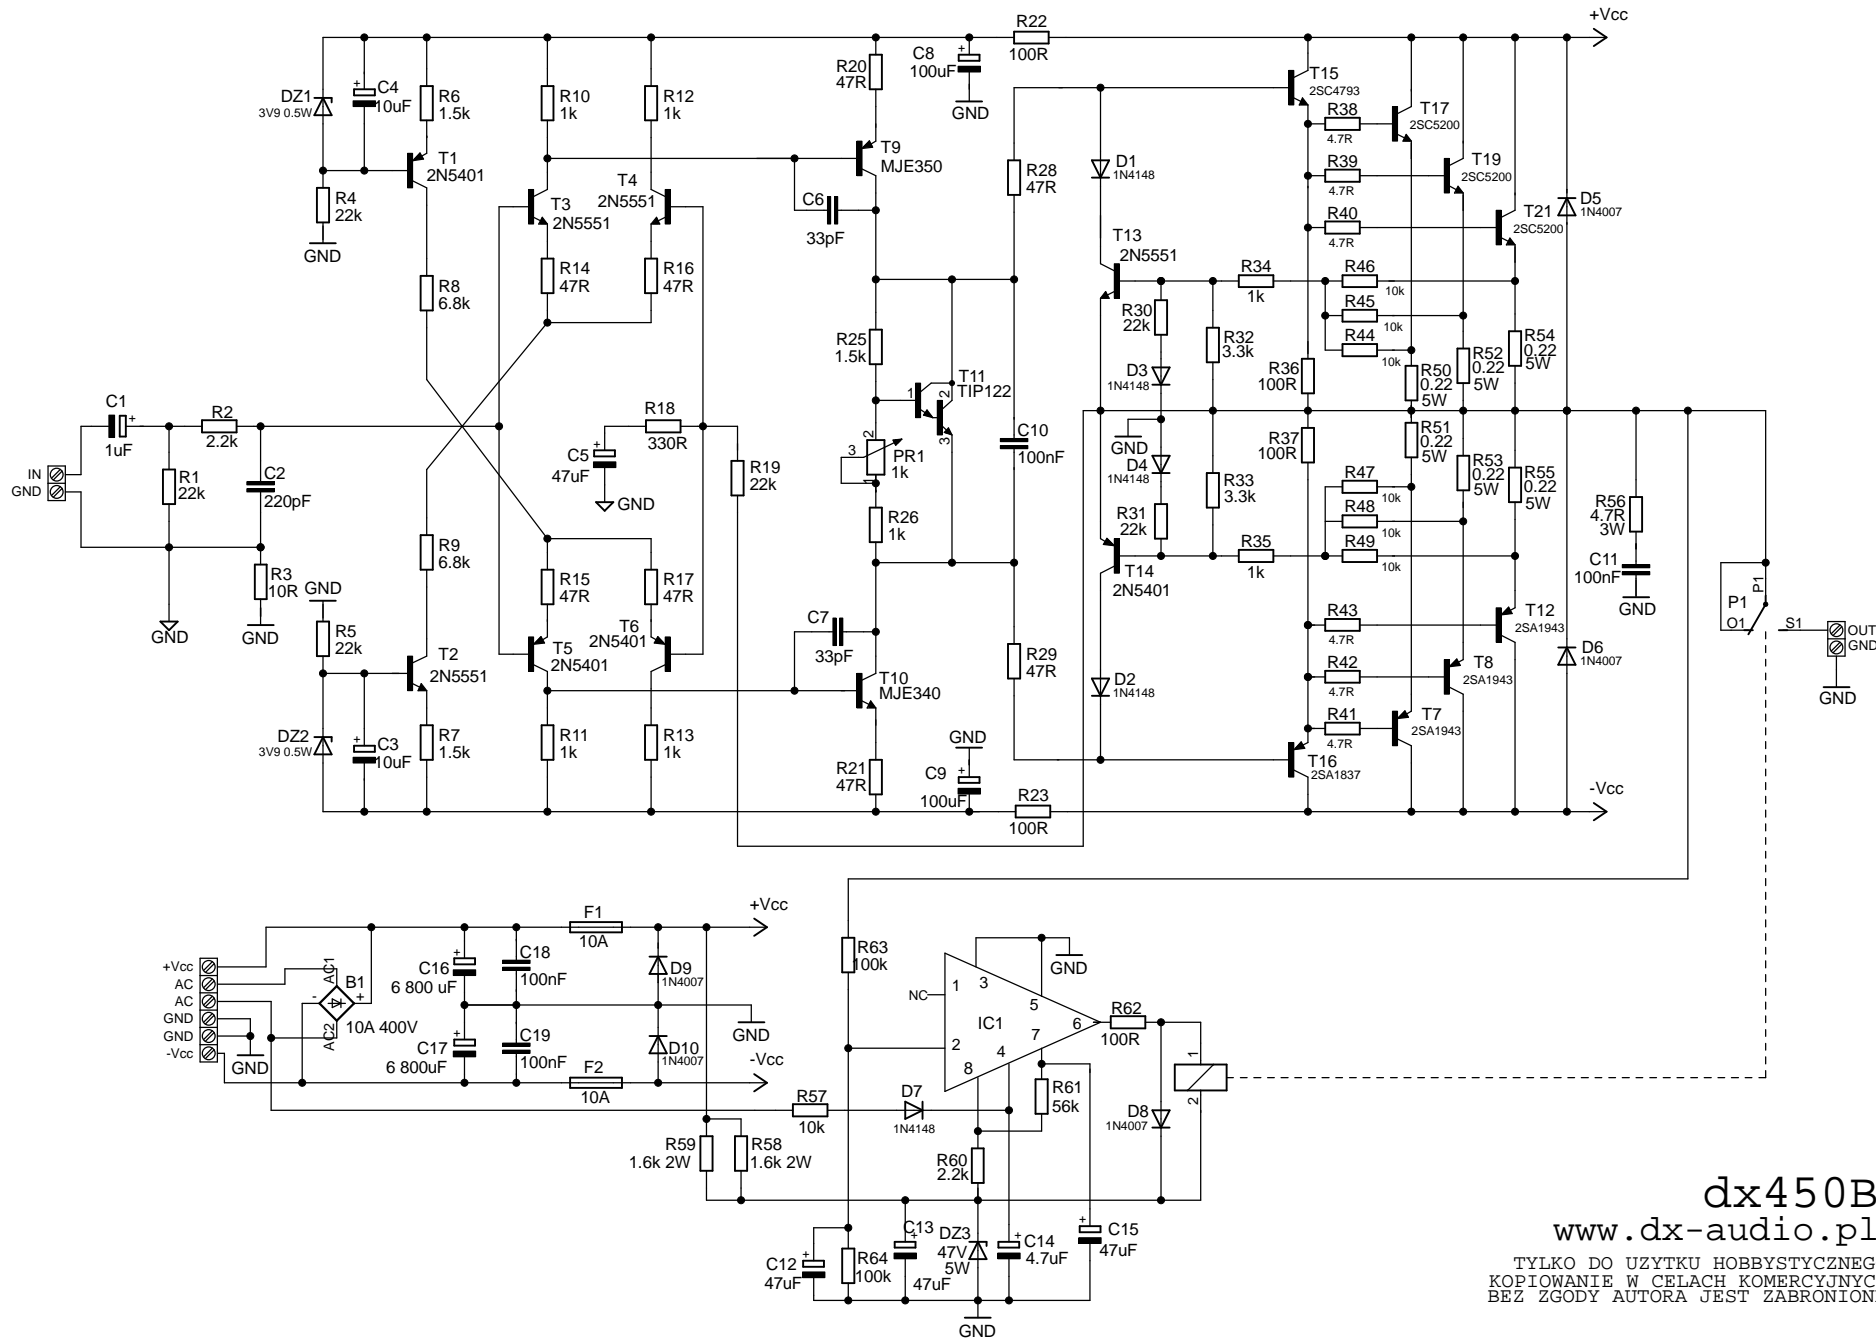 R22
100R
+Vcc
R20
47R
C8
100uF
GND
DZ1
3V9 0.5W
C4
10uF
R6
1.5k
R10
1k
R12
1k
T15
2SC4793
R38
4.7R
T17
2SC5200
T1
2N5401
T9
MJE350
R39
4.7R
T19
2SC5200
R4
22k
GND
T3
2N5551
T4
2N5551
C6
33pF
R28
47R
D1
1N4148
R40
4.7R
T21
2SC5200
D5
1N4007
T13
2N5551
R8
6.8k
R14
47R
R16
47R
R34
1k
R46
10k
R45
10k
R44
10k
R30
22k
R32
3.3k
R25
1.5k
D3
1N4148
R36
100R
R50
0.22
5W
R52
0.22
5W
R54
0.22
5W
T11
TIP122
1
2
3
C1
1uF
R2
2.2k
R18
330R
C5
47uF
GND
R19
22k
2
3
1
PR1
1k
C10
100nF
GND
D4
1N4148
R37
100R
R51
0.22
5W
R53
0.22
5W
R55
0.22
5W
IN
GND
R1
22k
C2
220pF
R26
1k
R31
22k
R33
3.3k
R47
10k
R48
10k
R49
10k
R35
1k
R56
4.7R
3W
C11
100nF
GND
R9
6.8k
R3
10R
GND
GND
GND
R5
22k
R15
47R
R17
47R
T14
2N5401
P1
P1
O1
S1
OUT
GND
GND
T2
2N5551
T5
2N5401
T6
2N5401
C7
33pF
R29
47R
R43
4.7R
T12
2SA1943
D6
1N4007
T10
MJE340
D2
1N4148
R42
4.7R
T8
2SA1943
R41
4.7R
T7
2SA1943
DZ2
3V9 0.5W
C3
10uF
R7
1.5k
R11
1k
R13
1k
R21
47R
GND
C9
100uF
R23
100R
T16
2SA1837
-Vcc
+Vcc
F1
10A
+Vcc
AC
AC
GND
GND
-Vcc
GND
AC1
AC2
B1
-
+
10A 400V
C16
6 800 uF
C18
100nF
D9
1N4007
GND
C17
6 800uF
C19
100nF
D10
1N4007
-Vcc
F2
10A
R63
100k
NC
1
2
3
5
6
7
4
8
IC1
GND
R62
100R
1
2
R57
10k
D7
1N4148
R61
56k
D8
1N4007
R59
1.6k 2W
R58
1.6k 2W
R60
2.2k
C12
47uF
R64
100k
C13
47uF
DZ3
47V
5W
C14
4.7uF
C15
47uF
GND
dx450B
www.dx-audio.pl
TYLKO DO UZYTKU HOBBYSTYCZNEG
KOPIOWANIE W CELACH KOMERCYJNYC
BEZ ZGODY AUTORA JEST ZABRONION